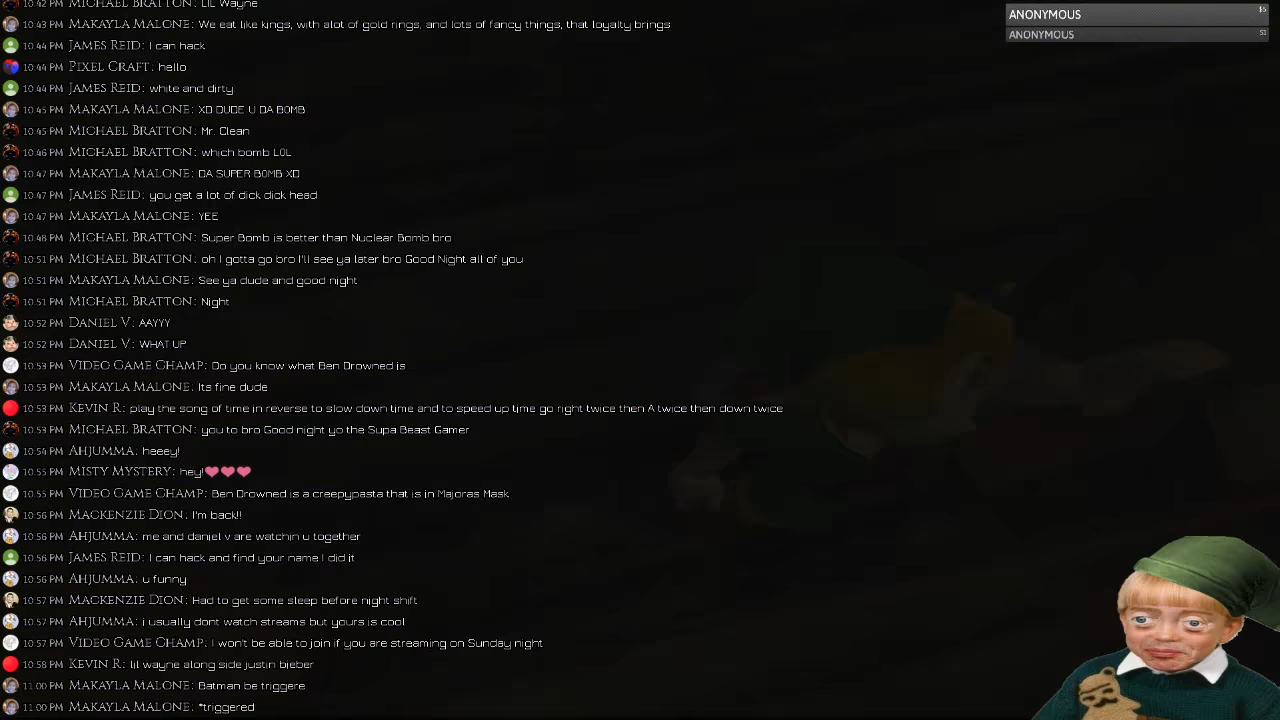 10:42 PM MICHAEL BRATTON: LIL Wayne
10:43 PM MAKAYLA MALONE: We eat like kings, with alot of gold rings, and lots of fancy things, that loyalty brings
10:44 PM JAMES REID: I can hack
10:44 PM PIXEL CRAFT: hello
10:44 PM JAMES REID: white and dirty
10:45 PM MAKAYLA MALONE: XD DUDE U DA BOMB
10:45 PM MICHAEL BRATTON: Mr. Clean
10:46 PM MICHAEL BRATTON: which bomb LOL
10:47 PM MAKAYLA MALONE: DA SUPER BOMB XD
10:47 PM JAMES REID: you get a lot of dick dick head
10:47 PM MAKAYLA MALONE: YEE
10:48 PM MICHAEL BRATTON: Super Bomb is better than Nuclear Bomb bro
10:51 PM MICHAEL BRATTON: oh I gotta go bro I'll see ya later bro Good Night all of you
10:51 PM MAKAYLA MALONE: See ya dude and good night
10:51 PM MICHAEL BRATTON: Night
10:52 PM DANIEL V: AAYYY
10:52 PM DANIEL V: WHAT UP
10:53 PM VIDEO GAME CHAMP: Do you know what Ben Drowned is
10:53 PM MAKAYLA MALONE: Its fine dude
10:53 PM KEVIN R: play the song of time in reverse to slow down time and to speed up time go right twice then A twice then down twice
10:53 PM MICHAEL BRATTON: you to bro Good night yo the Supa Beast Gamer
10:54 PM AHJUMMA: heeey!
10:55 PM MISTY MYSTERY: hey!❤❤❤
10:55 PM VIDEO GAME CHAMP: Ben Drowned is a creepypasta that is in Majoras Mask
10:56 PM MACKENZIE DION: I'm back!!
10:56 PM AHJUMMA: me and daniel v are watchin u together
10:56 PM JAMES REID: I can hack and find your name I did it
10:56 PM AHJUMMA: u funny
10:57 PM MACKENZIE DION: Had to get some sleep before night shift
10:57 PM AHJUMMA: i usually dont watch streams but yours is cool
10:57 PM VIDEO GAME CHAMP: I won't be able to join if you are streaming on Sunday night
10:58 PM KEVIN R: lil wayne along side justin bieber
11:00 PM MAKAYLA MALONE: Batman be triggere
11:00 PM MAKAYLA MALONE: *triggered
ANONYMOUS $5
ANONYMOUS $1